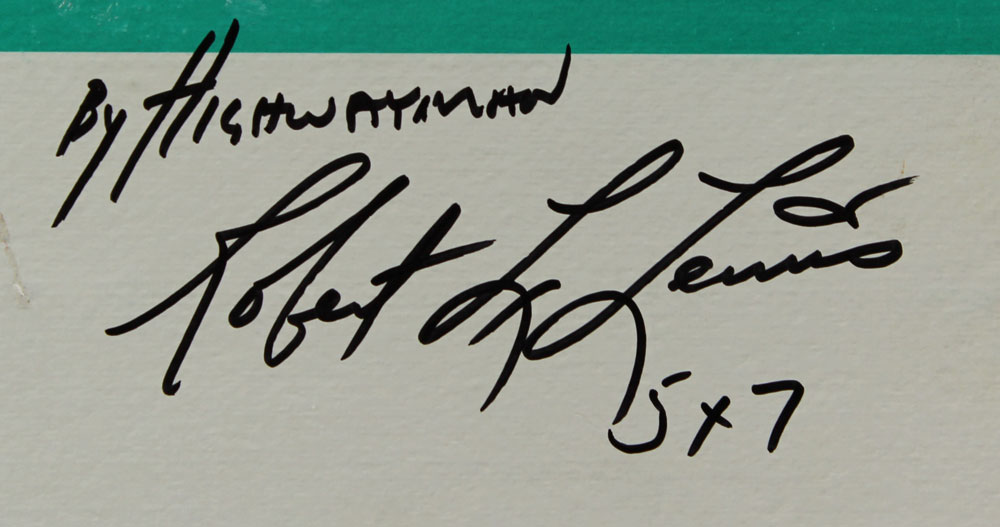 By HIGHWAYMAN
Robert L Lewis
5x7